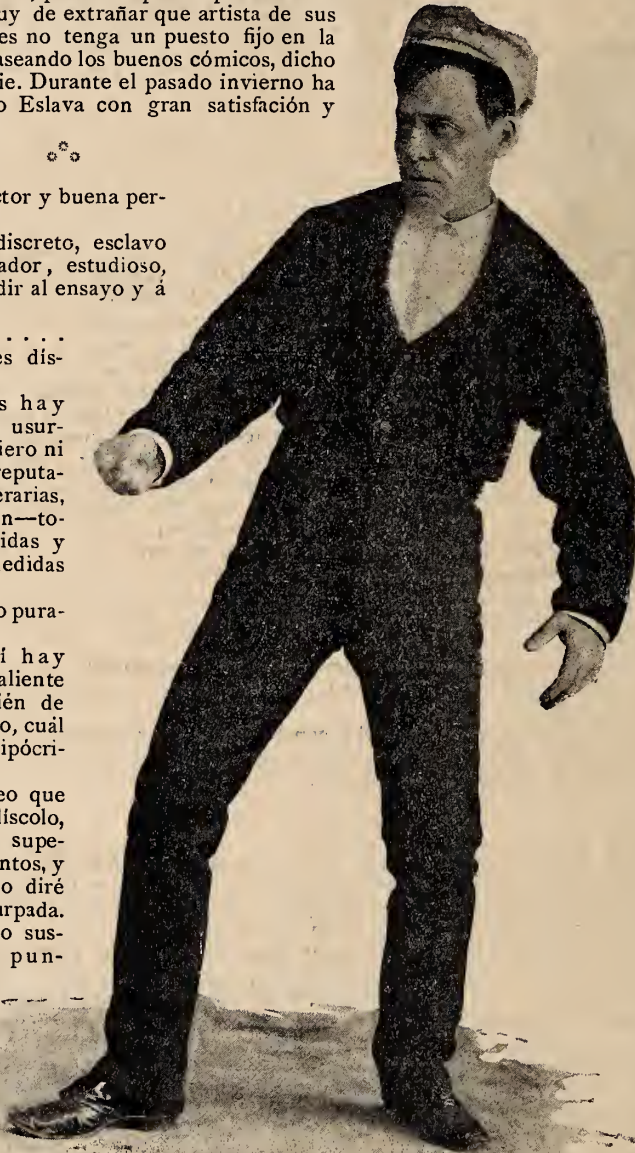 uy de extrañar que artista de sus
es no tenga un puesto fijo en la
aseando los buenos cómicos, dicho
ie. Durante el pasado invierno ha
o Eslava con gran satisfacción y
ctor y buena per-
discreto, esclavo
ador, estudioso,
dir al ensayo y á
. . . .
es dís-
s hay
usur-
iero ni
reputa-
erarias,
n—to-
idas y
edidas
o pura-
í hay
aliente
ién de
o, cuál
ipócri-
eo que
díscolo,
supe-
ntos, y
o diré
urpada.
o sus-
pun-